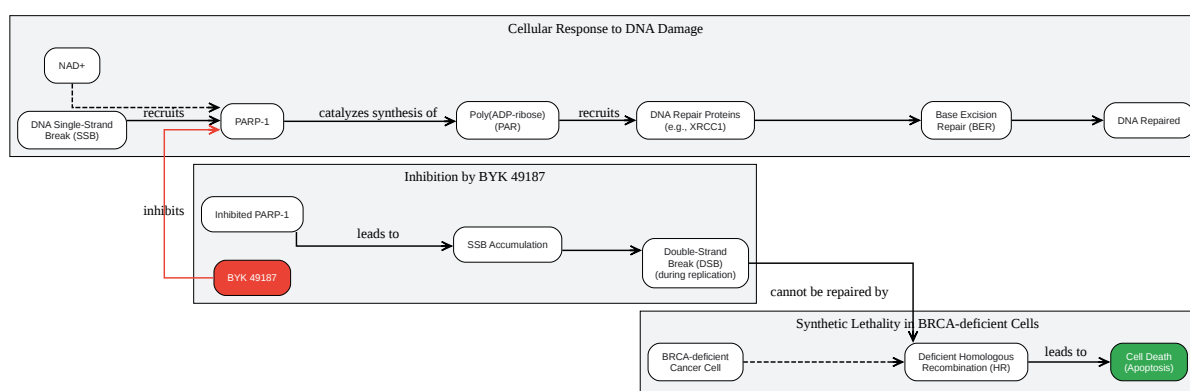 Cellular Response to DNA Damage
NAD+
DNA Single-Strand
Break (SSB)
recruits
PARP-1
catalyzes synthesis of
Poly(ADP-ribose)
(PAR)
recruits
DNA Repair Proteins
(e.g., XRCC1)
Base Excision
Repair (BER)
DNA Repaired
Inhibition by BYK 49187
inhibits
Inhibited PARP-1
leads to
SSB Accumulation
Double-Strand
Break (DSB)
(during replication)
BYK 49187
cannot be repaired by
Synthetic Lethality in BRCA-deficient Cells
BRCA-deficient
Cancer Cell
Deficient Homologous
Recombination (HR)
leads to
Cell Death
(Apoptosis)